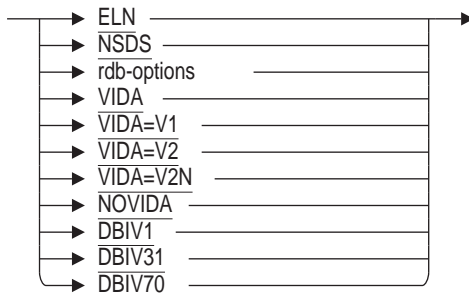 ELN
NSDS
rdb-options
VIDA
VIDA=V1
VIDA=V2
VIDA=V2N
NOVIDA
DBIV1
DBIV31
DBIV70